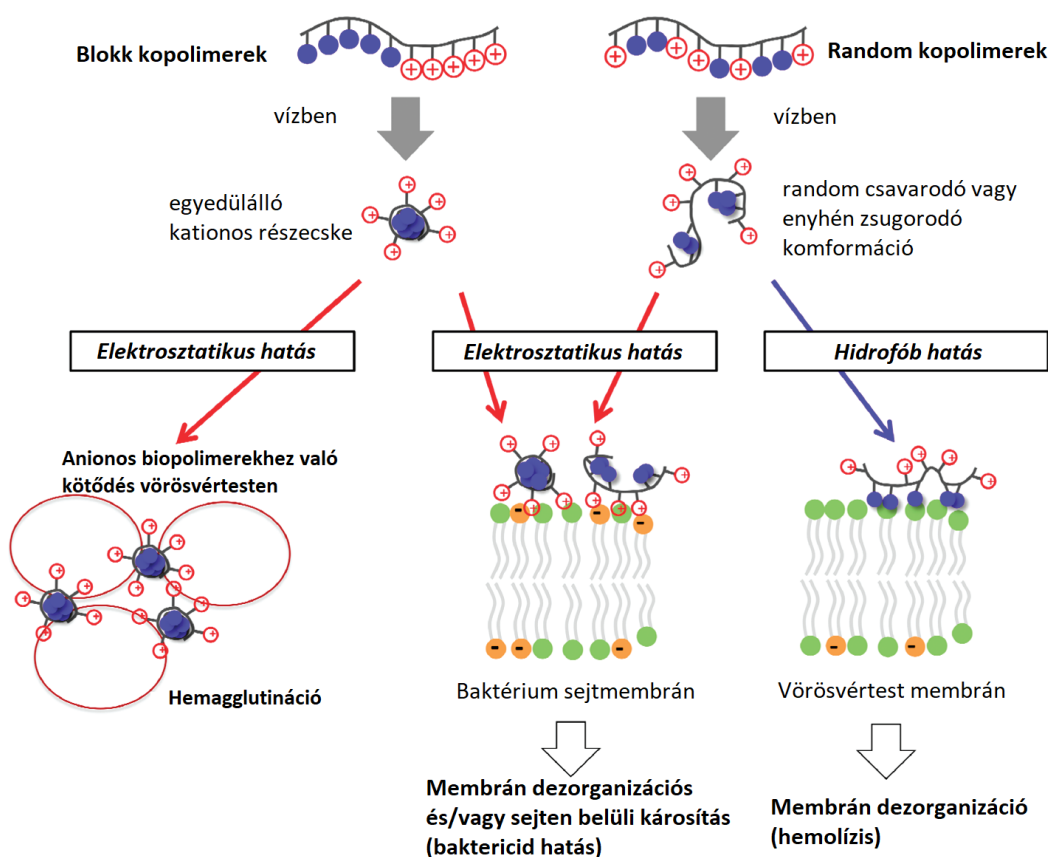 Blokk kopolimerek
Random kopolimerek
vízben
vízben
egyedülálló
kationos részecske
random csavarodó vagy
enyhén zsugorodó
komformáció
Elektrosztatikus hatás
Elektrosztatikus hatás
Hidrofób hatás
Anionos biopolimerekhez való
kötődés vörösvértesten
Hemagglutináció
Baktérium sejtmembrán
Vörösvértest membrán
Membrán dezorganizációs
és/vagy sejten belüli károsítás
(baktericid hatás)
Membrán dezorganizáció
(hemolízis)